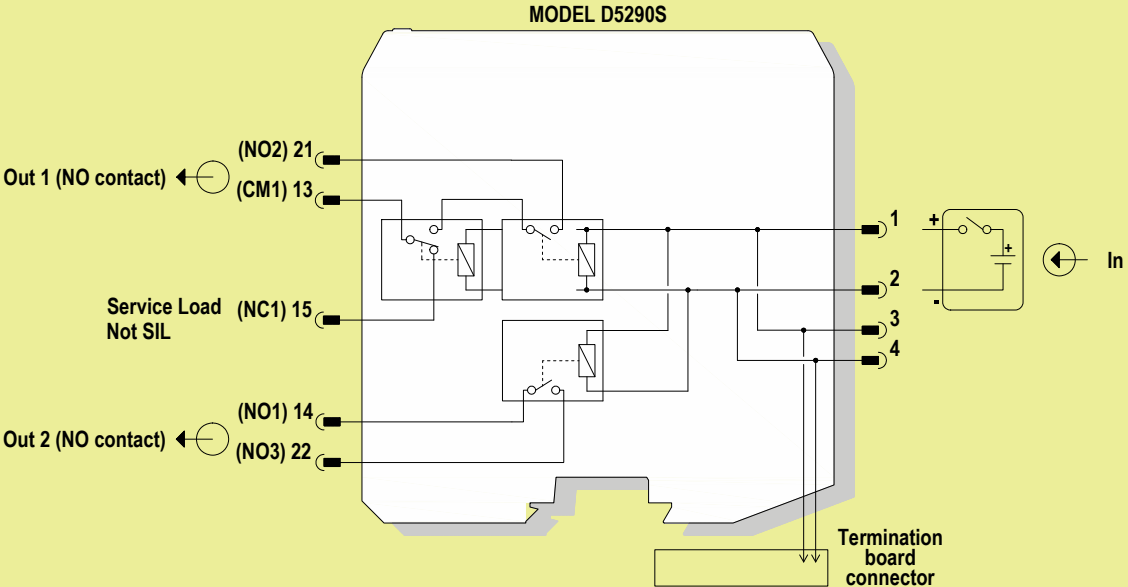 MODEL D5290S
(NO2) 21
Out 1 (NO contact)
(CM1) 13
1
+
+
In
2
-
Service Load
Not SIL
(NC1) 15
3
4
(NO1) 14
Out 2 (NO contact)
(NO3) 22
Termination
board
connector